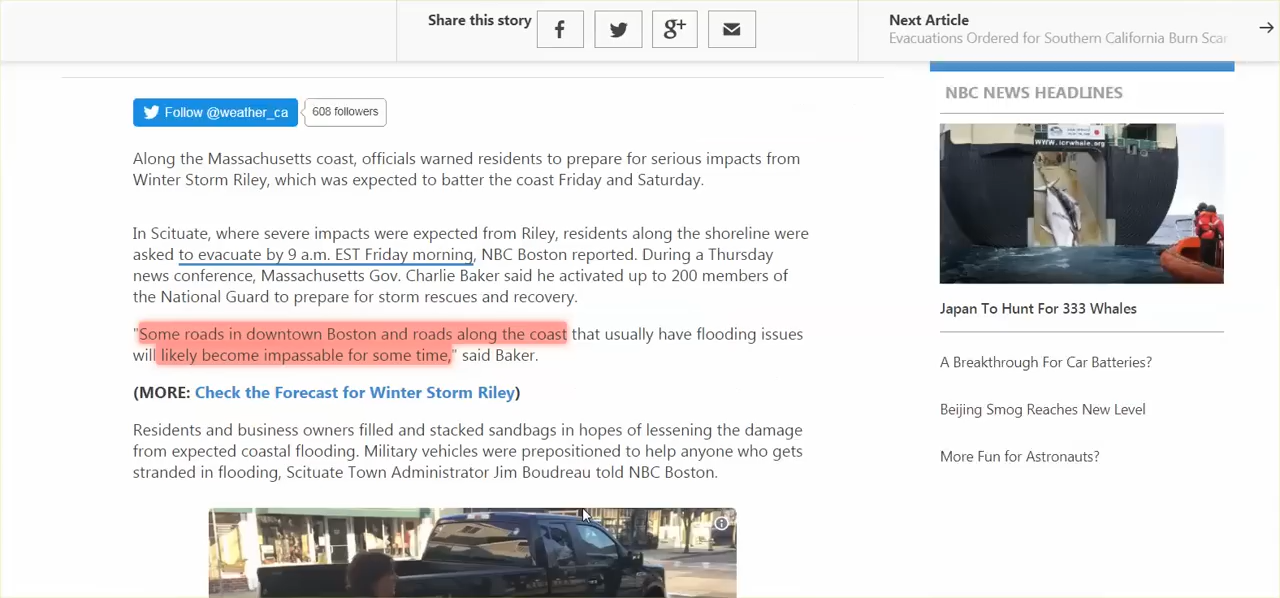 Share this story
Next Article
Evacuations Ordered for Southern California Burn Scar
Follow @weather_ca
608 followers
NBC NEWS HEADLINES
WWW.icrwhale.org
Along the Massachusetts coast, officials warned residents to prepare for serious impacts from
Winter Storm Riley, which was expected to batter the coast Friday and Saturday.
In Scituate, where severe impacts were expected from Riley, residents along the shoreline were
asked to evacuate by 9 a.m. EST Friday morning, NBC Boston reported. During a Thursday
news conference, Massachusetts Gov. Charlie Baker said he activated up to 200 members of
the National Guard to prepare for storm rescues and recovery.
"Some roads in downtown Boston and roads along the coast that usually have flooding issues
will likely become impassable for some time," said Baker.
(MORE: Check the Forecast for Winter Storm Riley)
Residents and business owners filled and stacked sandbags in hopes of lessening the damage
from expected coastal flooding. Military vehicles were prepositioned to help anyone who gets
stranded in flooding, Scituate Town Administrator Jim Boudreau told NBC Boston.
Japan To Hunt For 333 Whales
A Breakthrough For Car Batteries?
Beijing Smog Reaches New Level
More Fun for Astronauts?